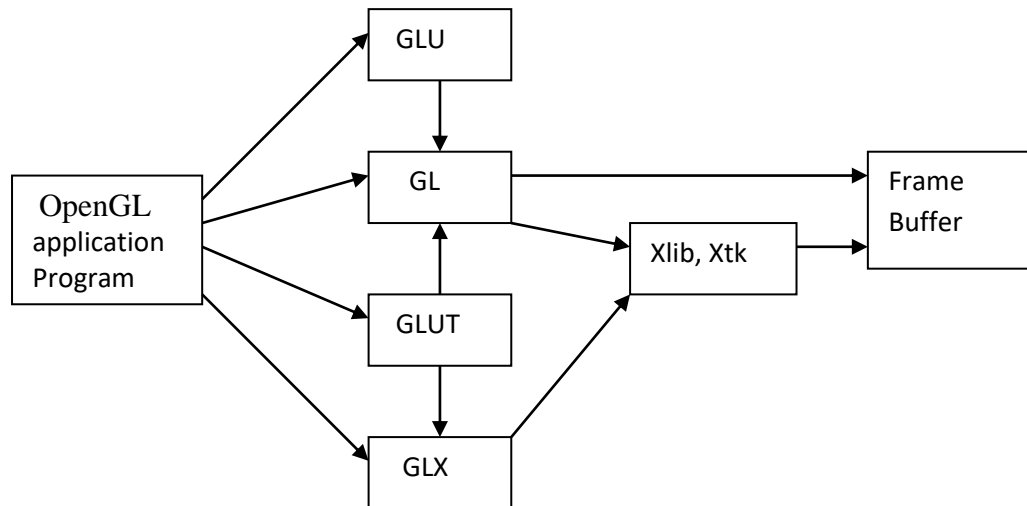 GLU
GL
OpenGL
application
Program
Frame
Buffer
Xlib, Xtk
GLUT
GLX